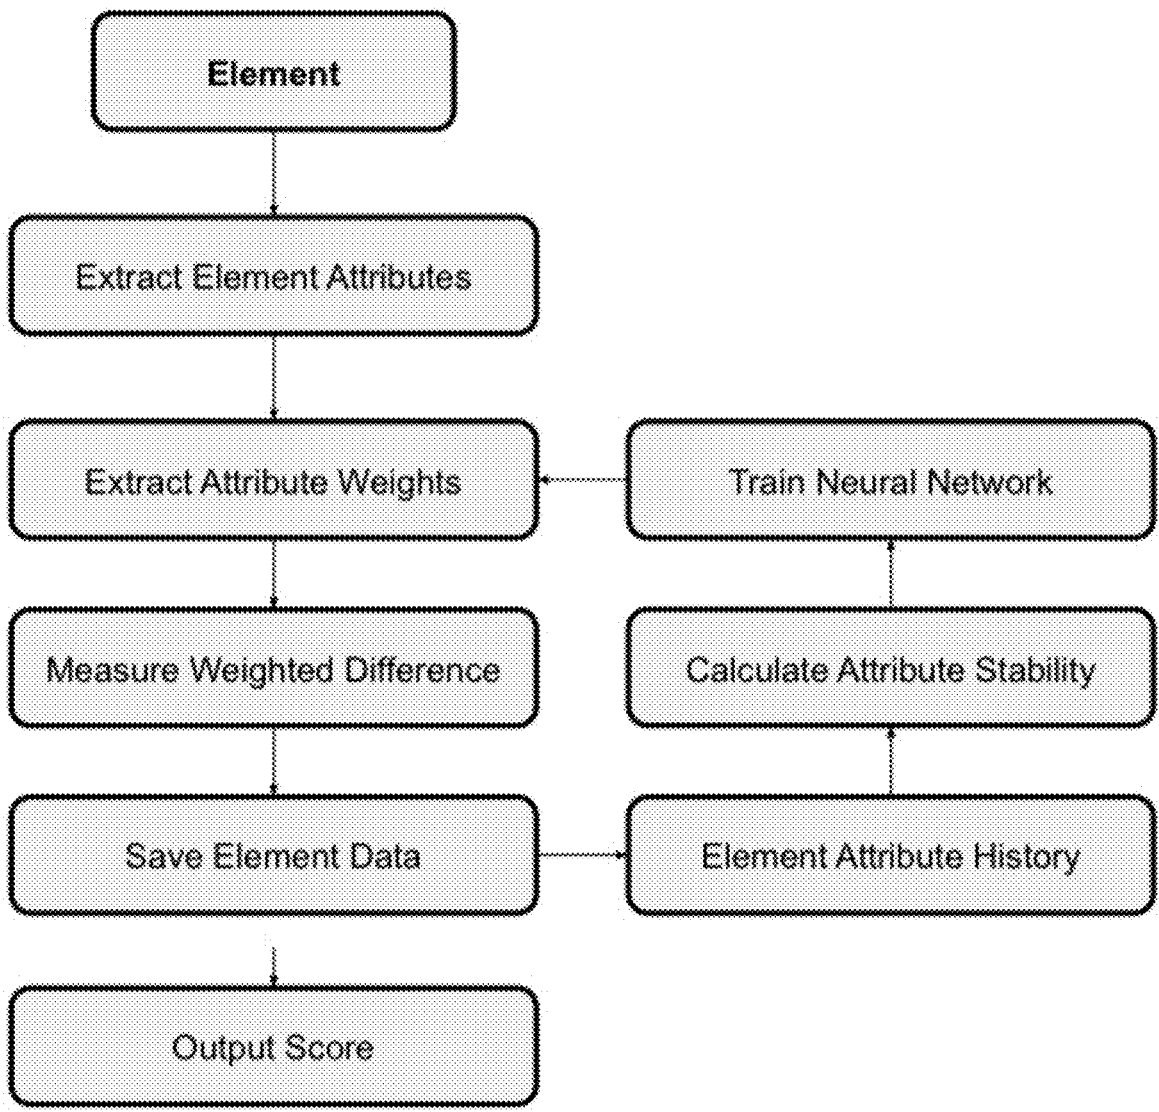 Element
Extract Element Attributes
Extract Attribute Weights
Train Neural Network
Measure Weighted Difference
Calculate Attribute Stability
Save Element Data
Element Attribute History
Output Score